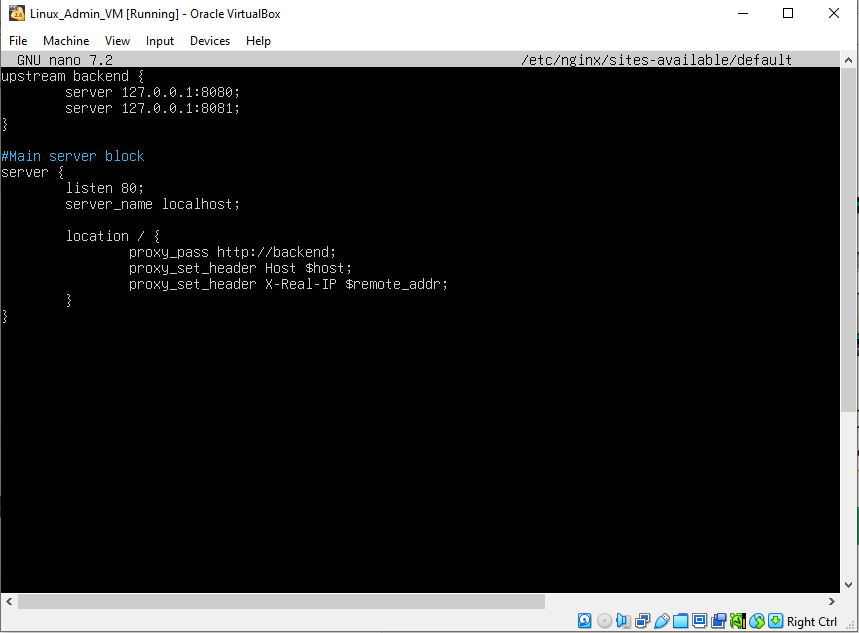 Linux_Admin_VM [Running] - Oracle VirtualBox
File Machine View Input Devices Help
GNU nano 7.2 /etc/nginx/sites-available/default
upstream backend {
server 127.0.0.1:8080;
server 127.0.0.1:8081;
}
#Main server block
server {
listen 80;
server_name localhost;
location / {
proxy_pass http://backend;
proxy_set_header Host $host;
proxy_set_header X-Real-IP $remote_addr;
}
}
Right Ctrl